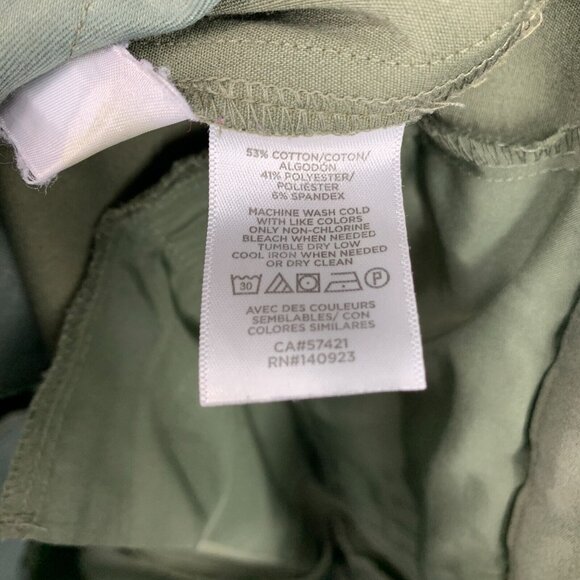 53% COTTON/COTON/
ALGODÓN
41% POLYESTER/
POLIÉSTER
6% SPANDEX
MACHINE WASH COLD
WITH LIKE COLORS
ONLY NON-CHLORINE
BLEACH WHEN NEEDED
TUMBLE DRY LOW
COOL IRON WHEN NEEDED
OR DRY CLEAN
30 P
AVEC DES COULEURS
SEMBLABLES/CON
COLORES SIMILARES
CA#57421
RN#140923